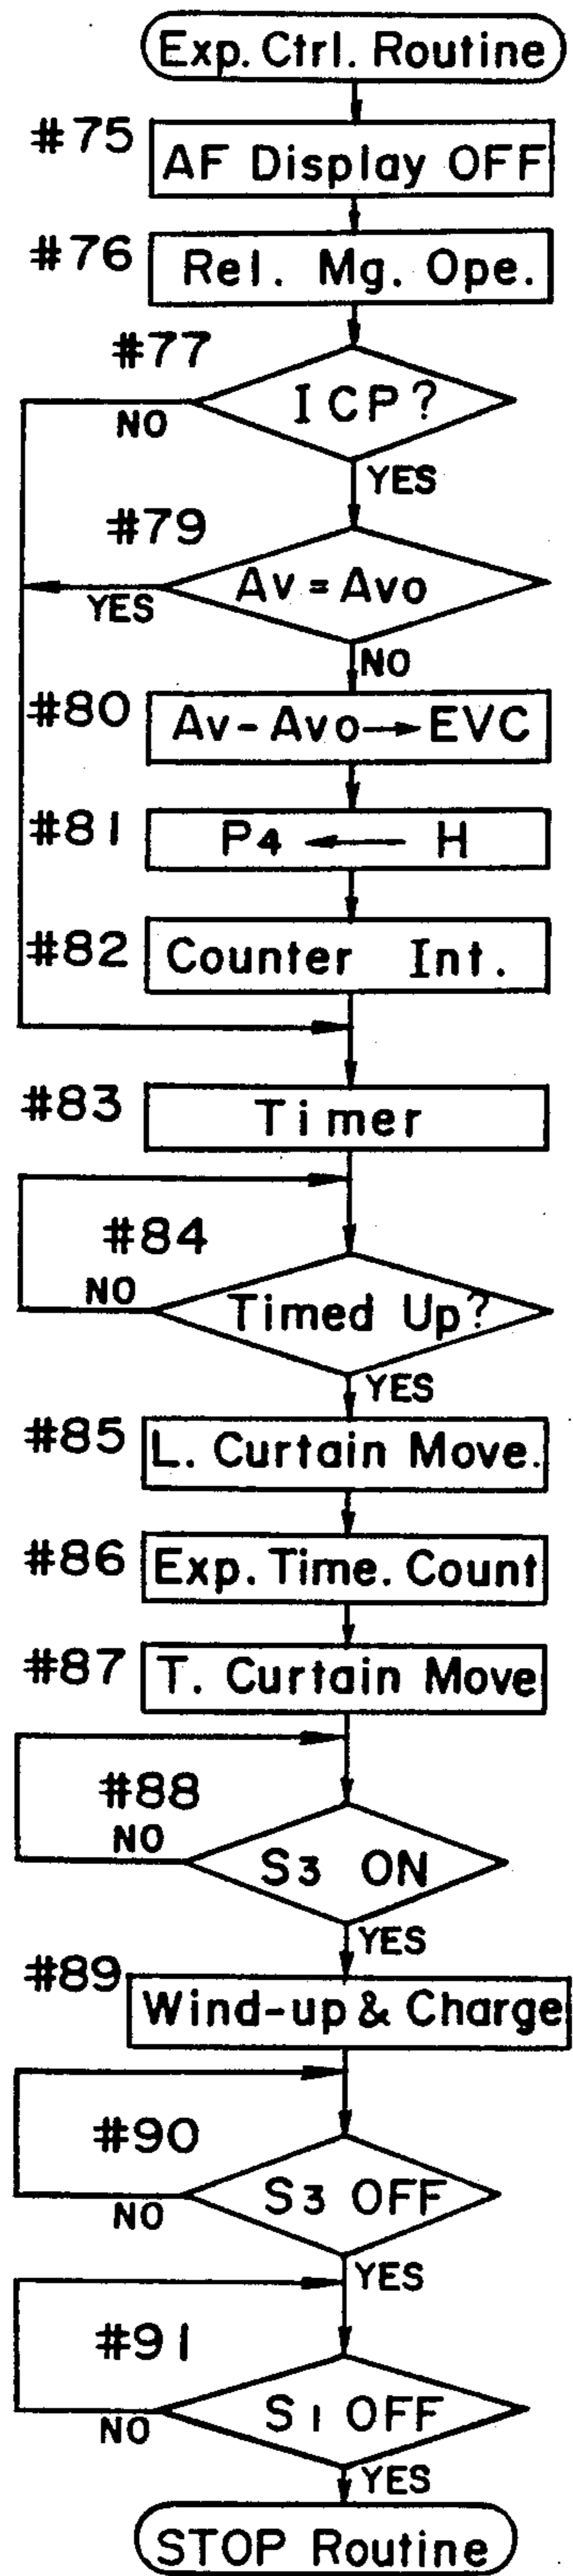 Exp. Ctrl. Routine
#75
AF Display OFF
#76
Rel. Mg. Ope.
#77
ICP?
NO
YES
#79
Av = Avo
YES
NO
#80
Av - Avo → EVC
#81
P4 ← H
#82
Counter Int.
#83
Timer
#84
Timed Up?
NO
YES
#85
L. Curtain Move.
#86
Exp. Time. Count
#87
T. Curtain Move
#88
S3 ON
NO
YES
#89
Wind-up & Charge
#90
S3 OFF
NO
YES
#91
S1 OFF
NO
YES
STOP Routine